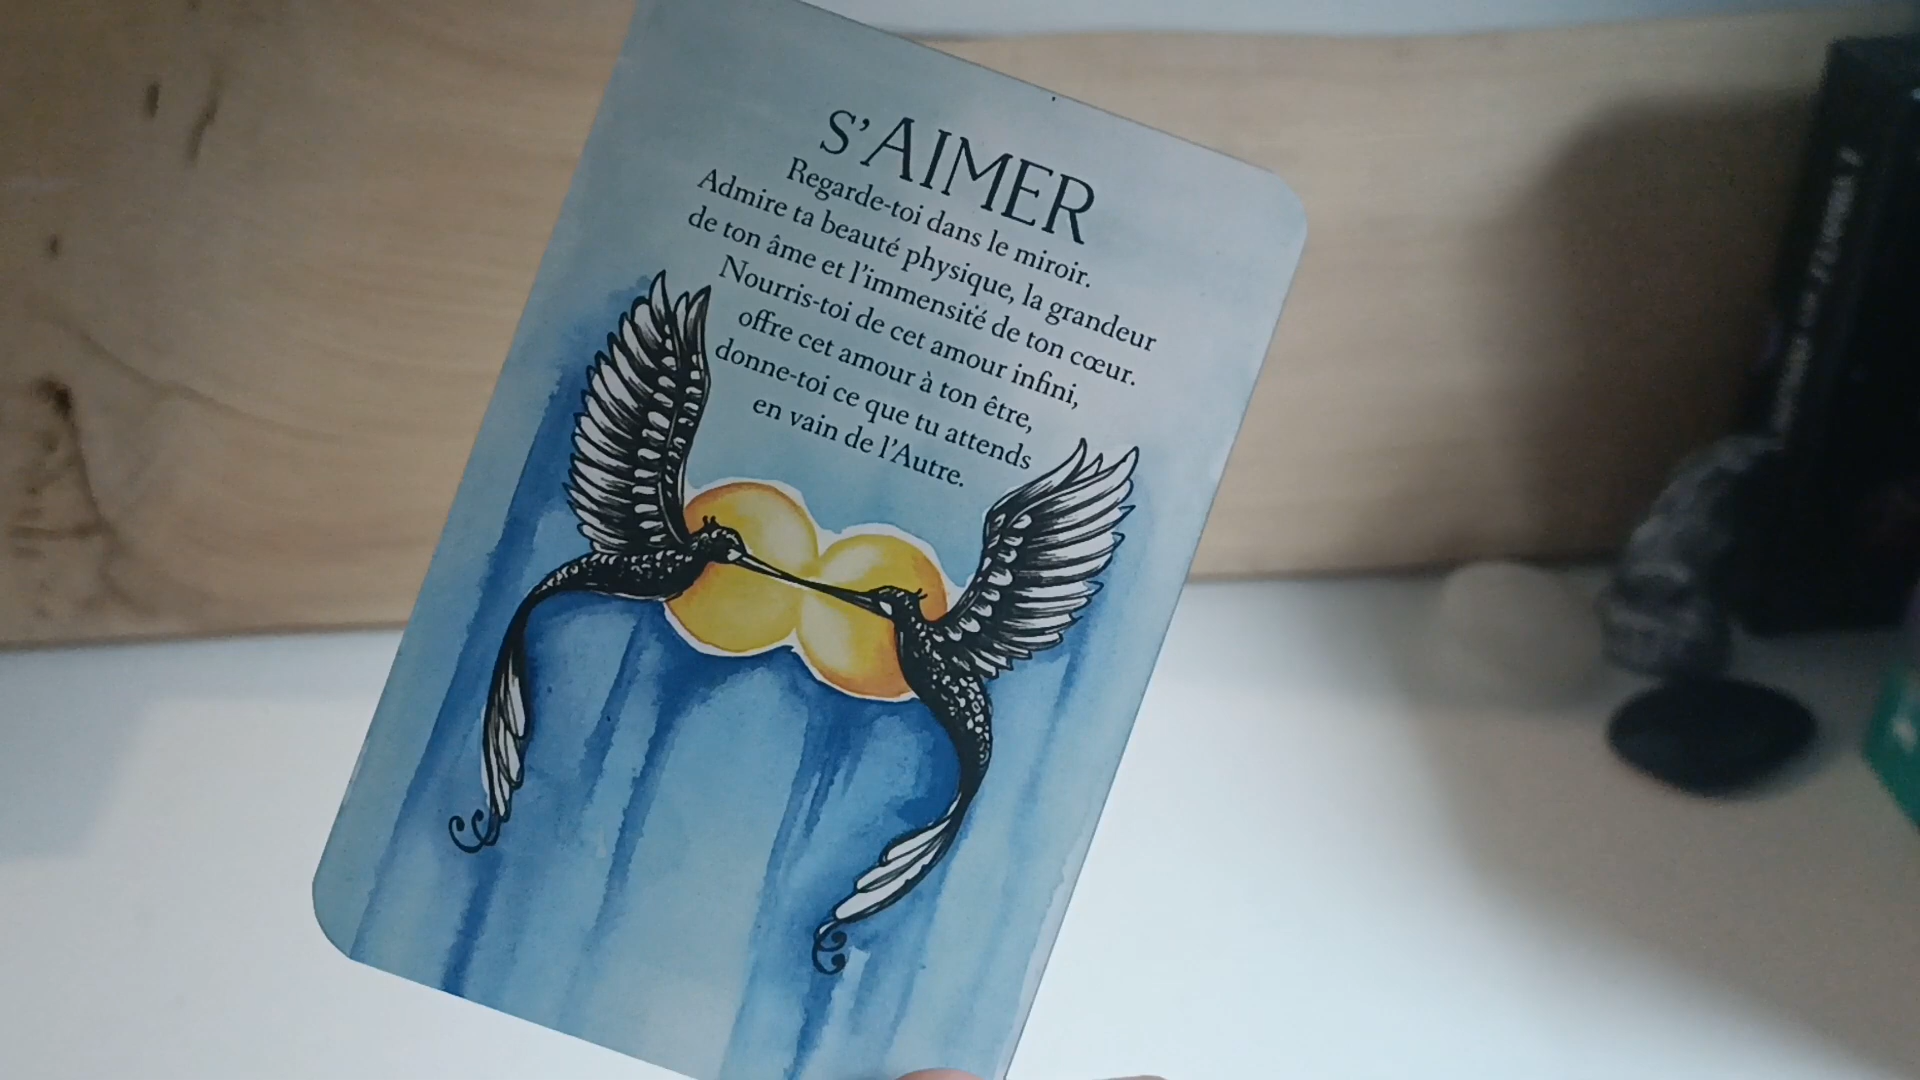 s'AIMER
Regarde-toi dans le miroir.
Admire ta beauté physique, la grandeur
de ton âme et l'immensité de ton cœur.
Nourris-toi de cet amour infini,
offre cet amour à ton être,
donne-toi ce que tu attends
en vain de l'Autre.